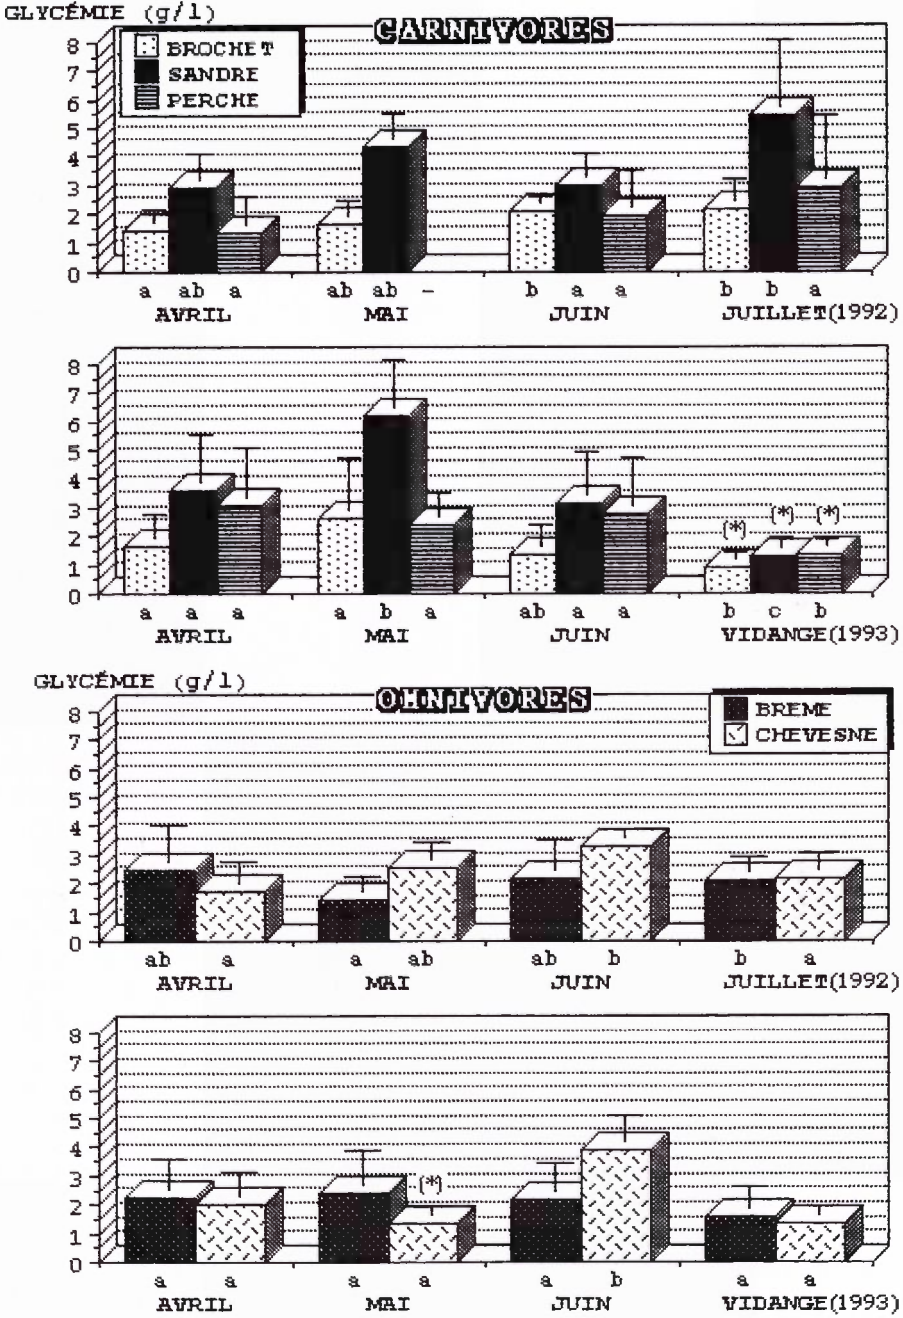 GLYCÉMIE (g/l)
CARNIVORES
BROCHET
SANDRE
PERCHE
8
7
6
5
4
3
2
1
0
a ab a ab ab – b a a b b a
AVRIL MAI JUIN JUILLET(1992)
8
7
6
5
4
3
2
1
0
(*) (*) (*)
a a a a b a ab a a b c b
AVRIL MAI JUIN VIDANGE(1993)
GLYCÉMIE (g/l)
OMNIVORES
BREME
CHEVESNE
8
7
6
5
4
3
2
1
0
ab a a ab ab b b a
AVRIL MAI JUIN JUILLET(1992)
8
7
6
5
4
3
2
1
0
(*)
a a a a a b a a
AVRIL MAI JUIN VIDANGE(1993)